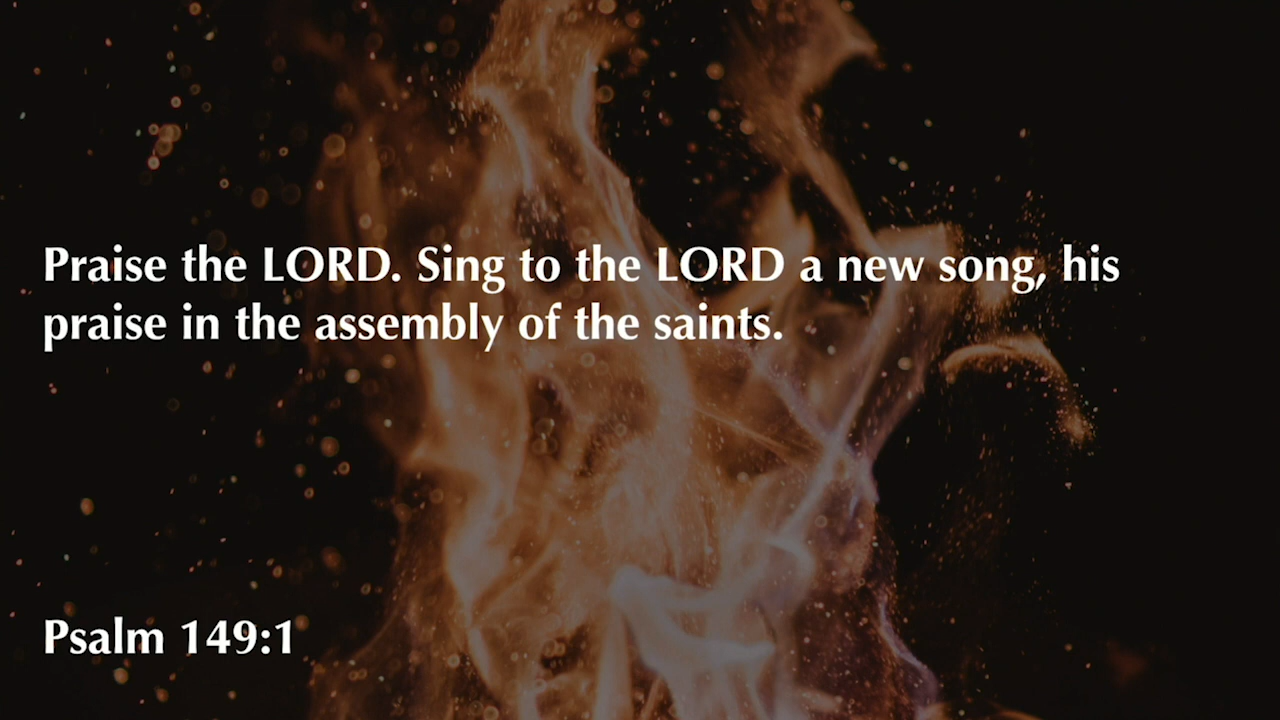 Praise the LORD. Sing to the LORD a new song, his
praise in the assembly of the saints.
Psalm 149:1